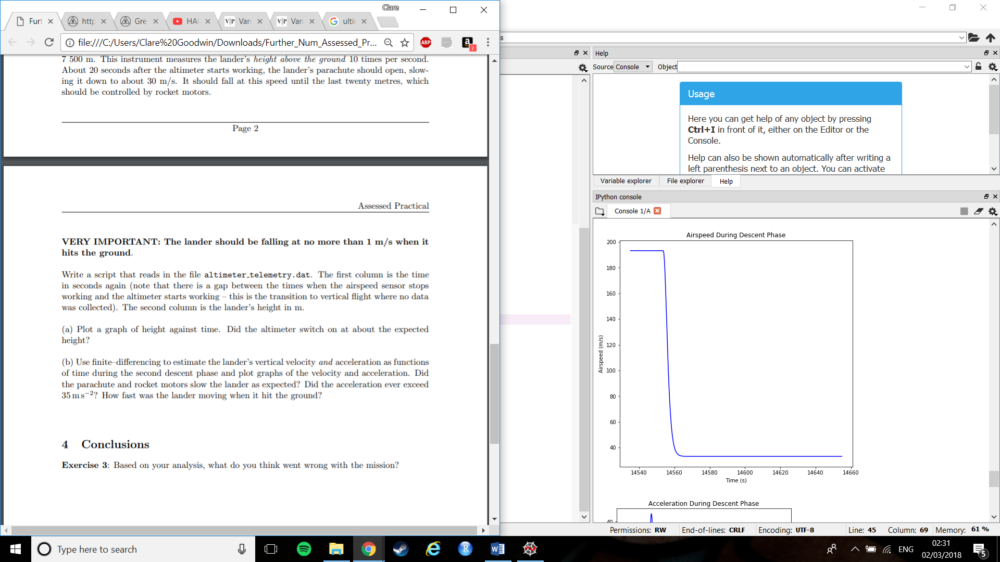 Clare
Furt
http
Gre
HAI
V|P Van
V|P Van
ulti
file:///C:/Users/Clare%20Goodwin/Downloads/Further_Num_Assessed_Pr...
ABP
a
7
7 500 m. This instrument measures the lander's height above the ground 10 times per second.
About 20 seconds after the altimeter starts working, the lander's parachute should open, slow-
ing it down to about 30 m/s. It should fall at this speed until the last twenty metres, which
should be controlled by rocket motors.
Page 2
Assessed Practical
VERY IMPORTANT: The lander should be falling at no more than 1 m/s when it
hits the ground.
Write a script that reads in the file altimeter_telemetry.dat. The first column is the time
in seconds again (note that there is a gap between the times when the airspeed sensor stops
working and the altimeter starts working – this is the transition to vertical flight where no data
was collected). The second column is the lander's height in m.
(a) Plot a graph of height against time. Did the altimeter switch on at about the expected
height?
(b) Use finite–differencing to estimate the lander's vertical velocity and acceleration as functions
of time during the second descent phase and plot graphs of the velocity and acceleration. Did
the parachute and rocket motors slow the lander as expected? Did the acceleration ever exceed
35 m s−2? How fast was the lander moving when it hit the ground?
4 Conclusions
Exercise 3: Based on your analysis, what do you think went wrong with the mission?
s
Help
Source Console Object
Usage
Here you can get help of any object by pressing
Ctrl+I in front of it, either on the Editor or the
Console.
Help can also be shown automatically after writing a
left parenthesis next to an object. You can activate
Variable explorer File explorer Help
IPython console
Console 1/A
Airspeed During Descent Phase
200
180
160
140
120
100
80
60
40
Airspeed (m/s)
14540 14560 14580 14600 14620 14640 14660
Time (s)
Acceleration During Descent Phase
40
Permissions: RW End-of-lines: CRLF Encoding: UTF-8 Line: 45 Column: 69 Memory: 61 %
Type here to search
R
W
ENG
02:31
02/03/2018
5